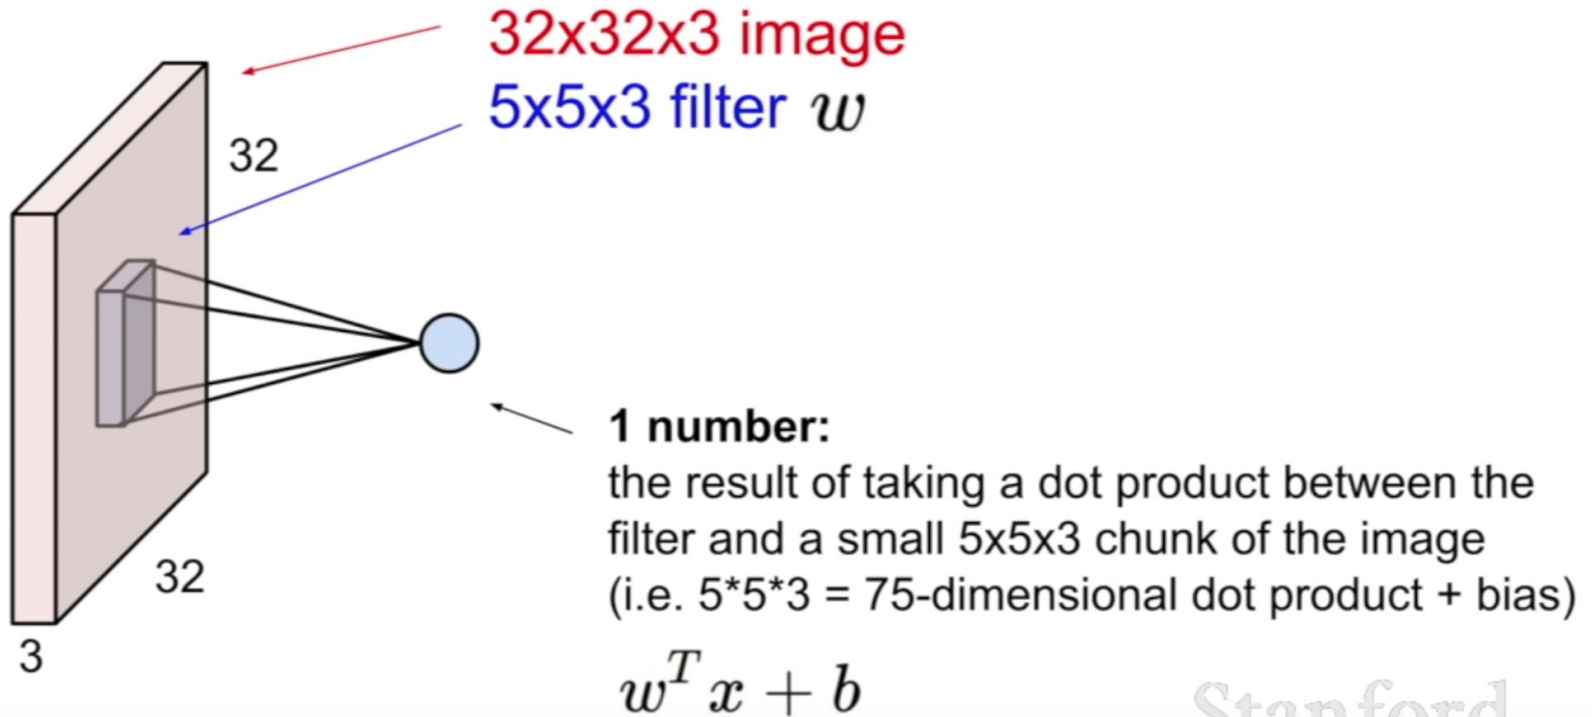 32x32x3 image
5x5x3 filter w
32
32
3
1 number:
the result of taking a dot product between the
filter and a small 5x5x3 chunk of the image
(i.e. 5*5*3 = 75-dimensional dot product + bias)
w^T x + b
Stanford